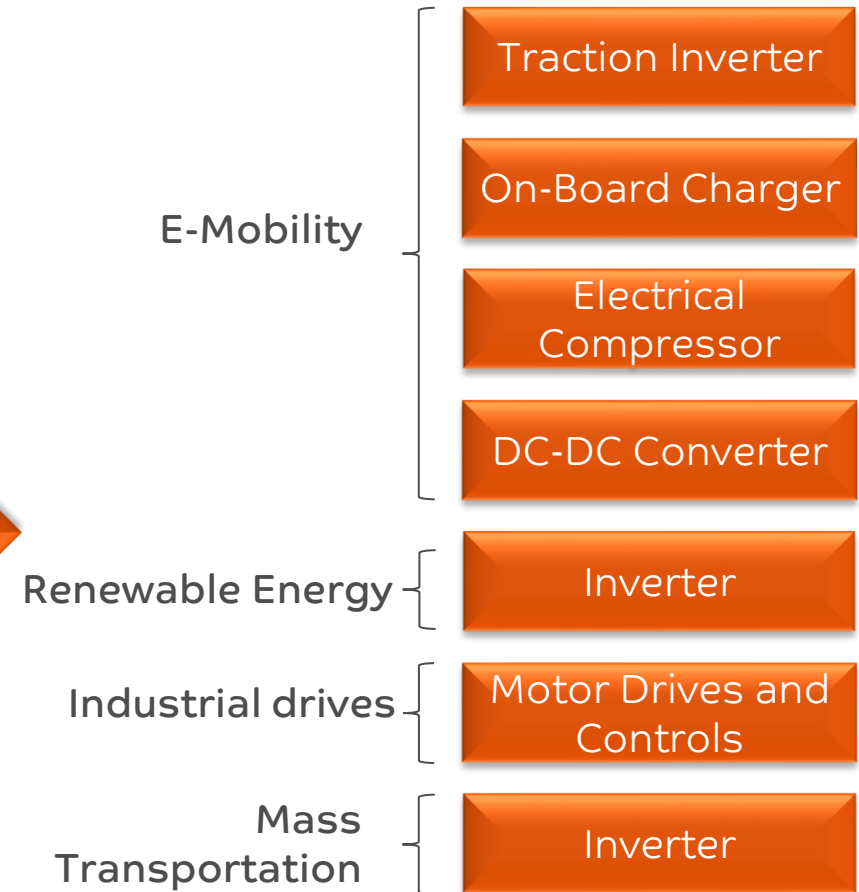 E-Mobility
Traction Inverter
On-Board Charger
Electrical
Compressor
DC-DC Converter
Renewable Energy
Inverter
Industrial drives
Motor Drives and
Controls
Mass
Transportation
Inverter